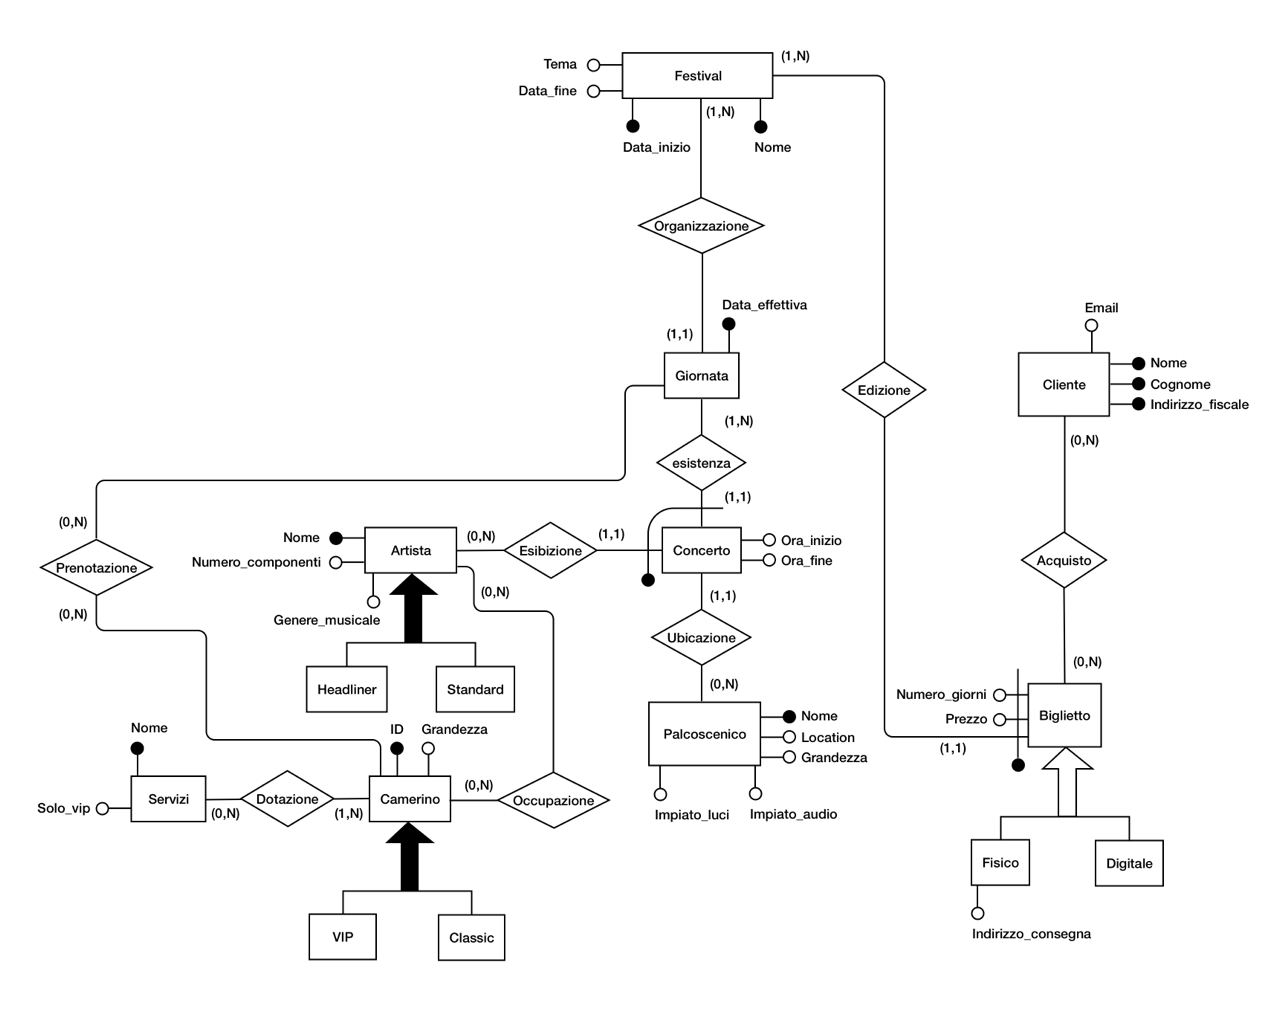 (1,N)
Tema
Festival
Data_fine
(1,N)
Data_inizio
Nome
Organizzazione
Data_effettiva
Email
(1,1)
Nome
Giornata
Cliente
Cognome
Edizione
Indirizzo_fiscale
(1,N)
(0,N)
esistenza
(1,1)
(0,N)
Nome
(0,N)
(1,1)
Ora_inizio
Artista
Esibizione
Concerto
Numero_componenti
Ora_fine
Prenotazione
Acquisto
(0,N)
(1,1)
(0,N)
Genere_musicale
Ubicazione
(0,N)
(0,N)
Headliner
Standard
Numero_giorni
Nome
ID
Grandezza
Nome
Biglietto
Prezzo
Palcoscenico
Location
(1,1)
Grandezza
(0,N)
Servizi
Dotazione
Camerino
Occupazione
Solo_vip
(0,N)
(1,N)
Impiato_luci
Impiato_audio
Fisico
Digitale
VIP
Classic
Indirizzo_consegna